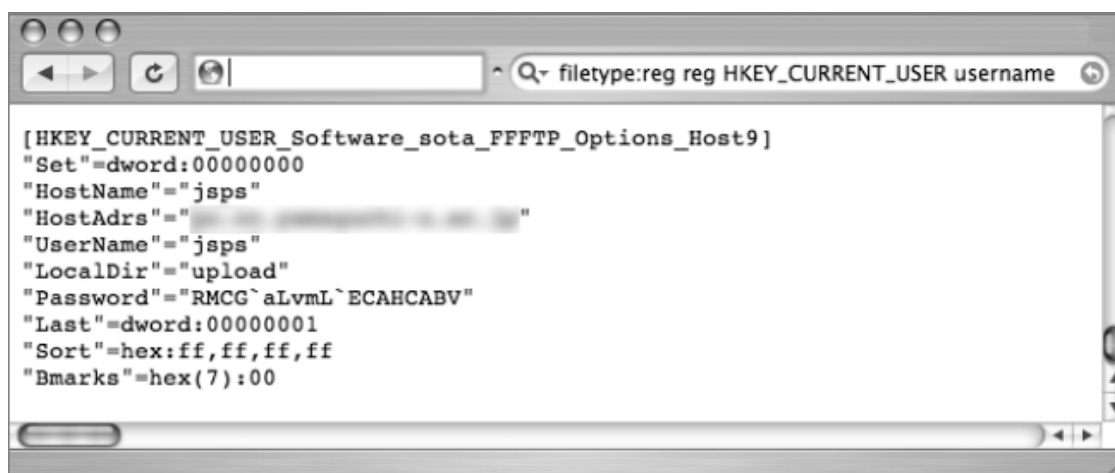 filetype:reg reg HKEY_CURRENT_USER username
[HKEY_CURRENT_USER_Software_sota_FFFTP_Options_Host9]
"Set"=dword:00000000
"HostName"="jsps"
"HostAdrs"=" "
"UserName"="jsps"
"LocalDir"="upload"
"Password"="RMCG`aLvmL`ECAHCABV"
"Last"=dword:00000001
"Sort"=hex:ff,ff,ff,ff
"Bmarks"=hex(7):00